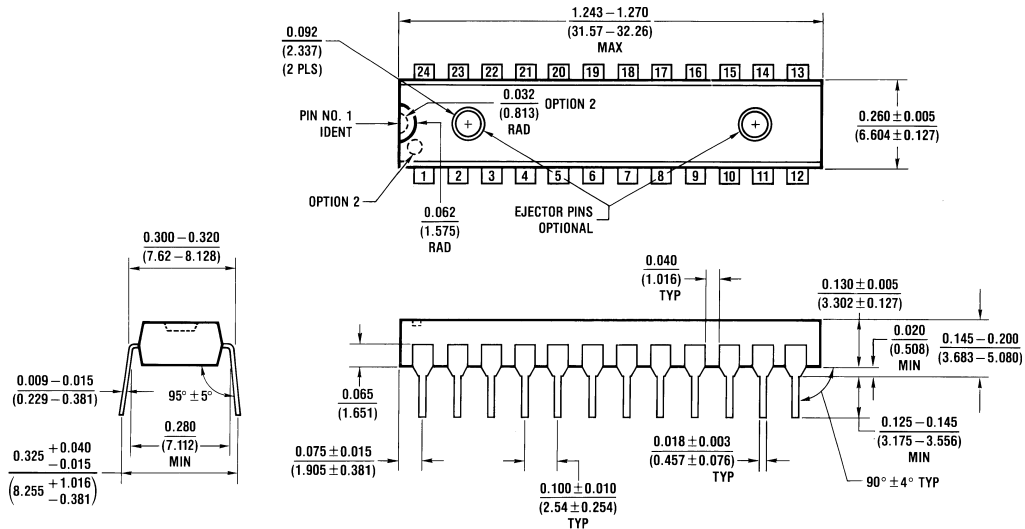 1.243 – 1.270
(31.57 – 32.26)
MAX
0.092
(2.337)
(2 PLS)
24 23 22 21 20 19 18 17 16 15 14 13
0.032
(0.813)
RAD
OPTION 2
PIN NO. 1
IDENT
0.260 ± 0.005
(6.604 ± 0.127)
1 2 3 4 5 6 7 8 9 10 11 12
OPTION 2
0.062
(1.575)
RAD
EJECTOR PINS
OPTIONAL
0.300 – 0.320
(7.62 – 8.128)
0.009 – 0.015
(0.229 – 0.381)
95° ± 5°
0.280
(7.112)
MIN
0.325 +0.040 −0.015
(8.255 +1.016 −0.381)
0.040
(1.016)
TYP
0.130 ± 0.005
(3.302 ± 0.127)
0.020
(0.508)
MIN
0.145 – 0.200
(3.683 – 5.080)
0.065
(1.651)
0.075 ± 0.015
(1.905 ± 0.381)
0.100 ± 0.010
(2.54 ± 0.254)
TYP
0.018 ± 0.003
(0.457 ± 0.076)
TYP
0.125 – 0.145
(3.175 – 3.556)
MIN
90° ± 4° TYP